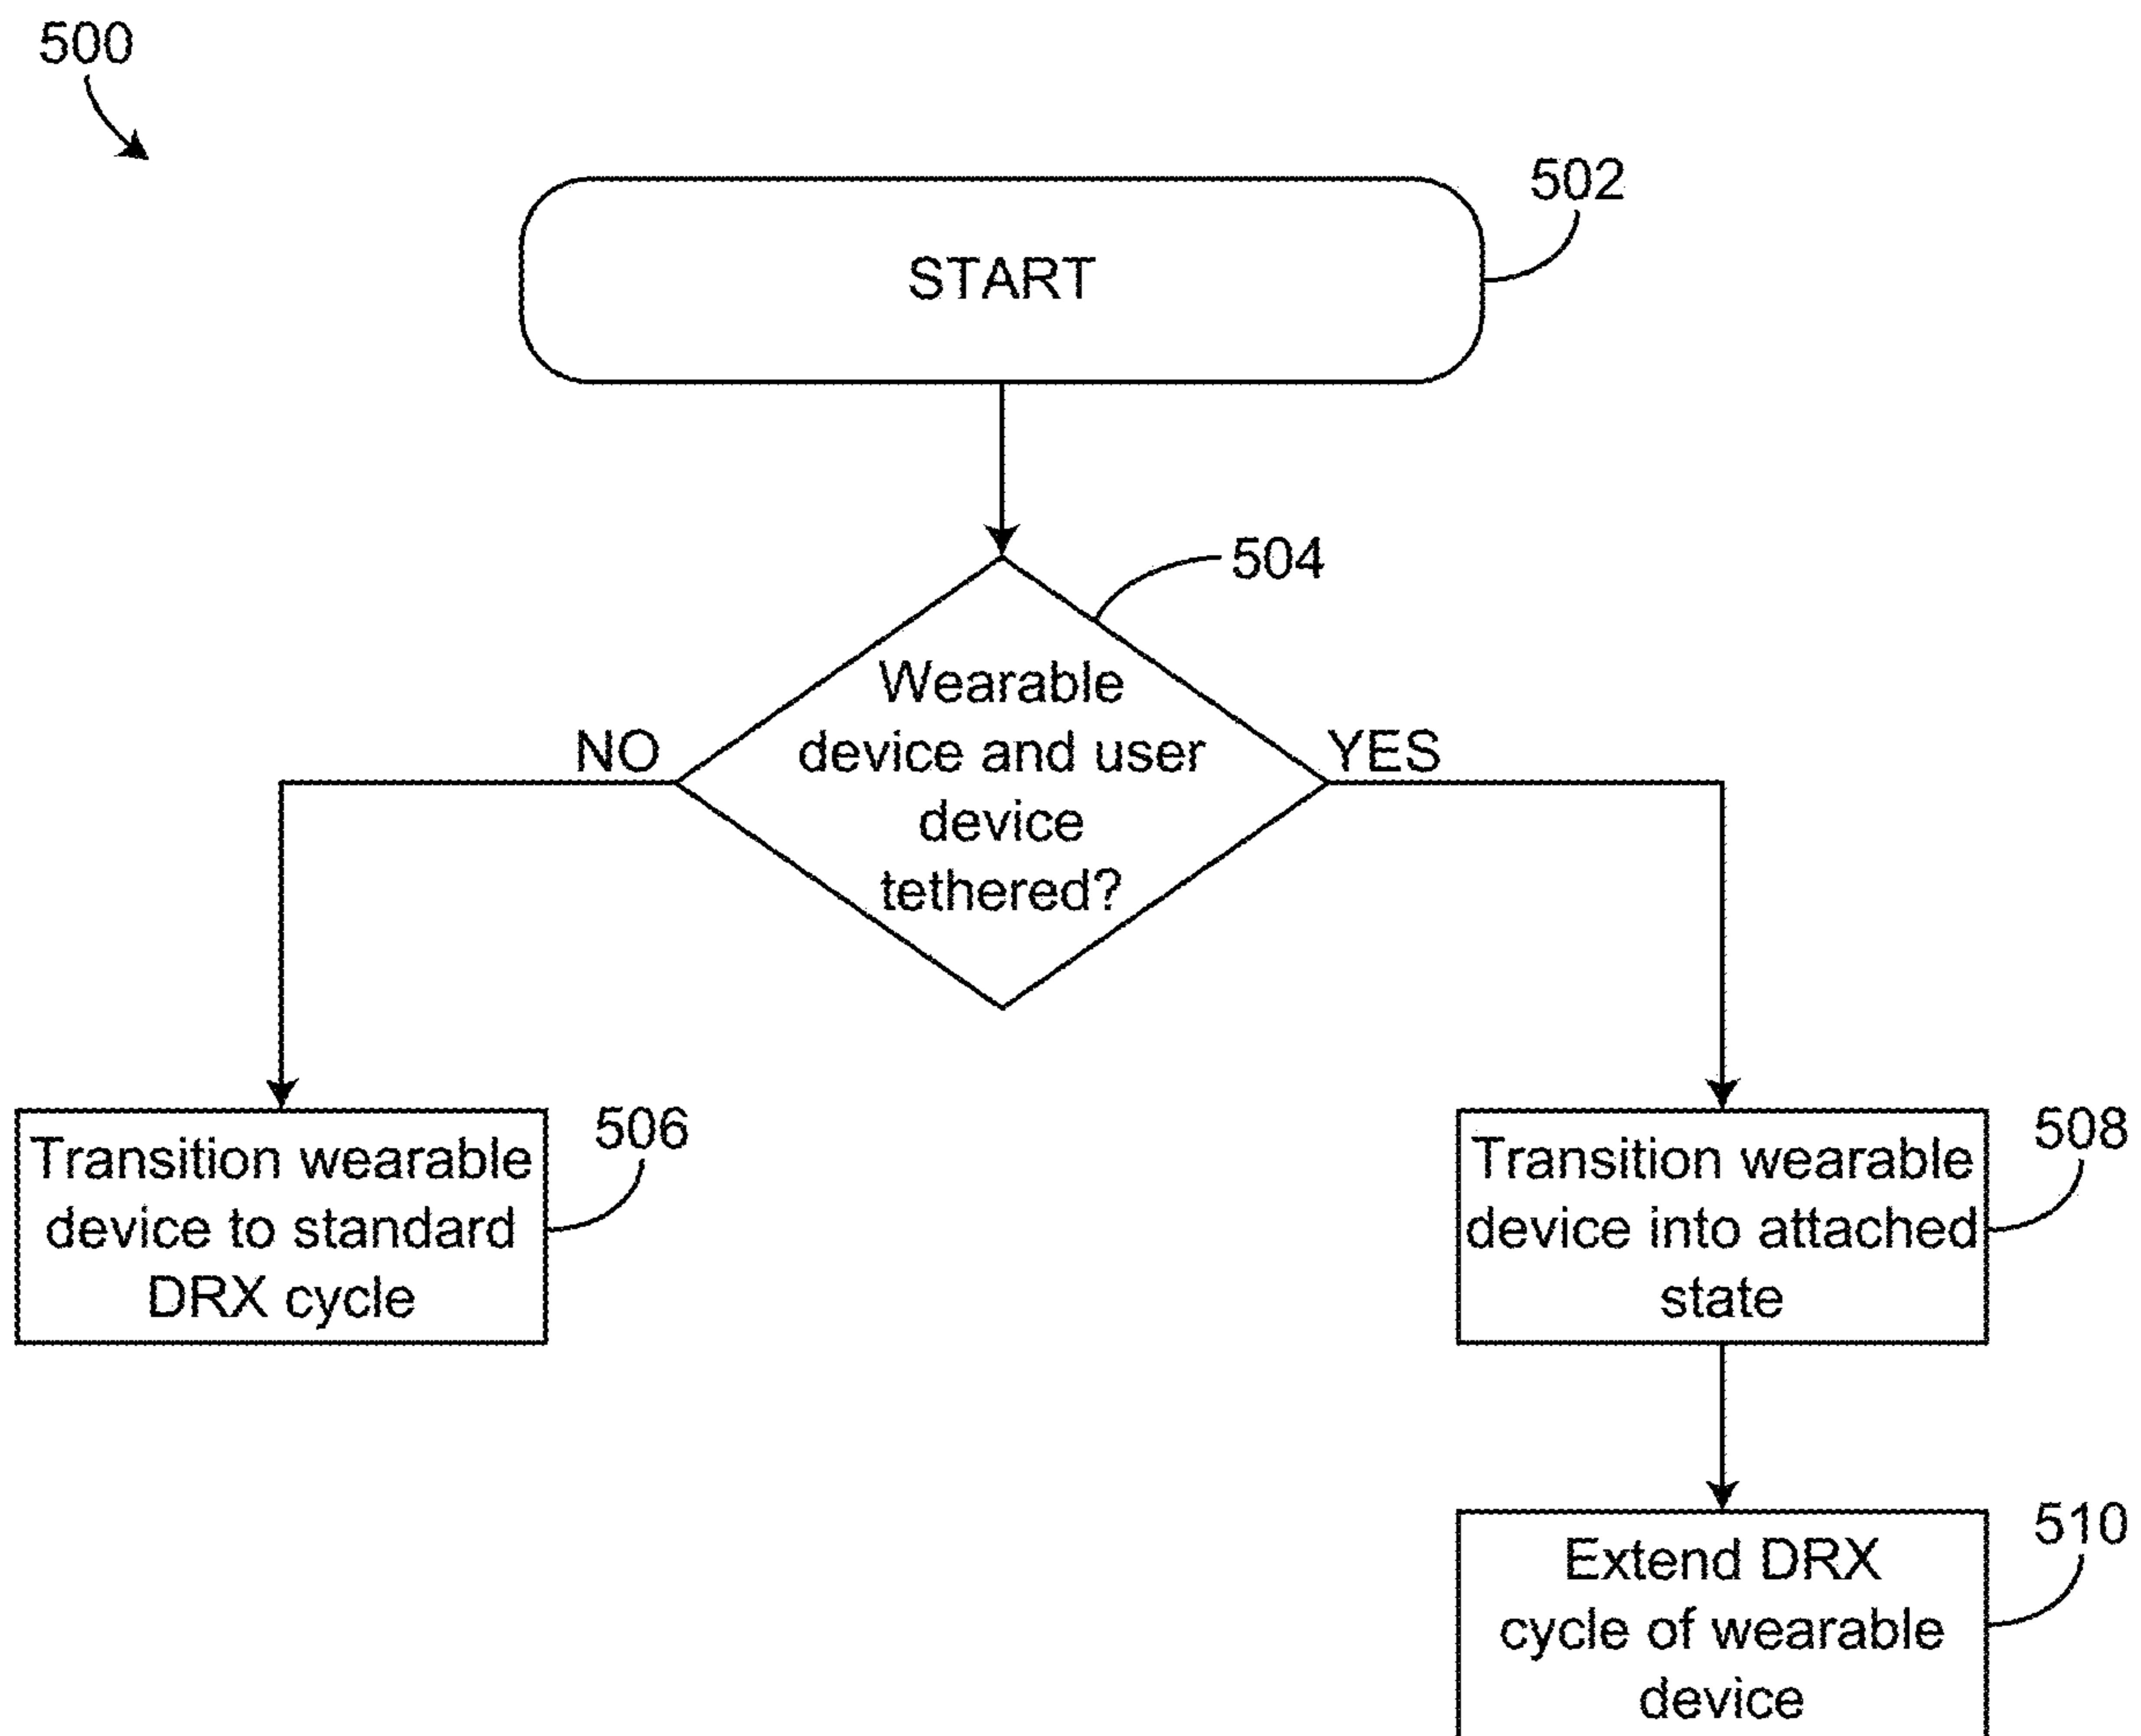 500
502
START
504
Wearable
device and user
device
tethered?
NO
YES
Transition wearable
device to standard
DRX cycle
506
Transition wearable
device into attached
state
508
Extend DRX
cycle of wearable
device
510